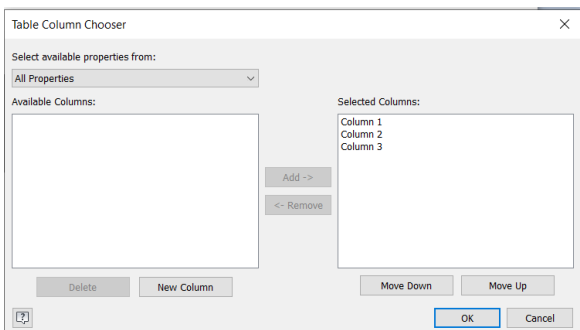 Table Column Chooser
Select available properties from:
All Properties
Available Columns:
Selected Columns:
Column 1
Column 2
Column 3
Add ->
<- Remove
Delete
New Column
Move Down
Move Up
?
OK
Cancel